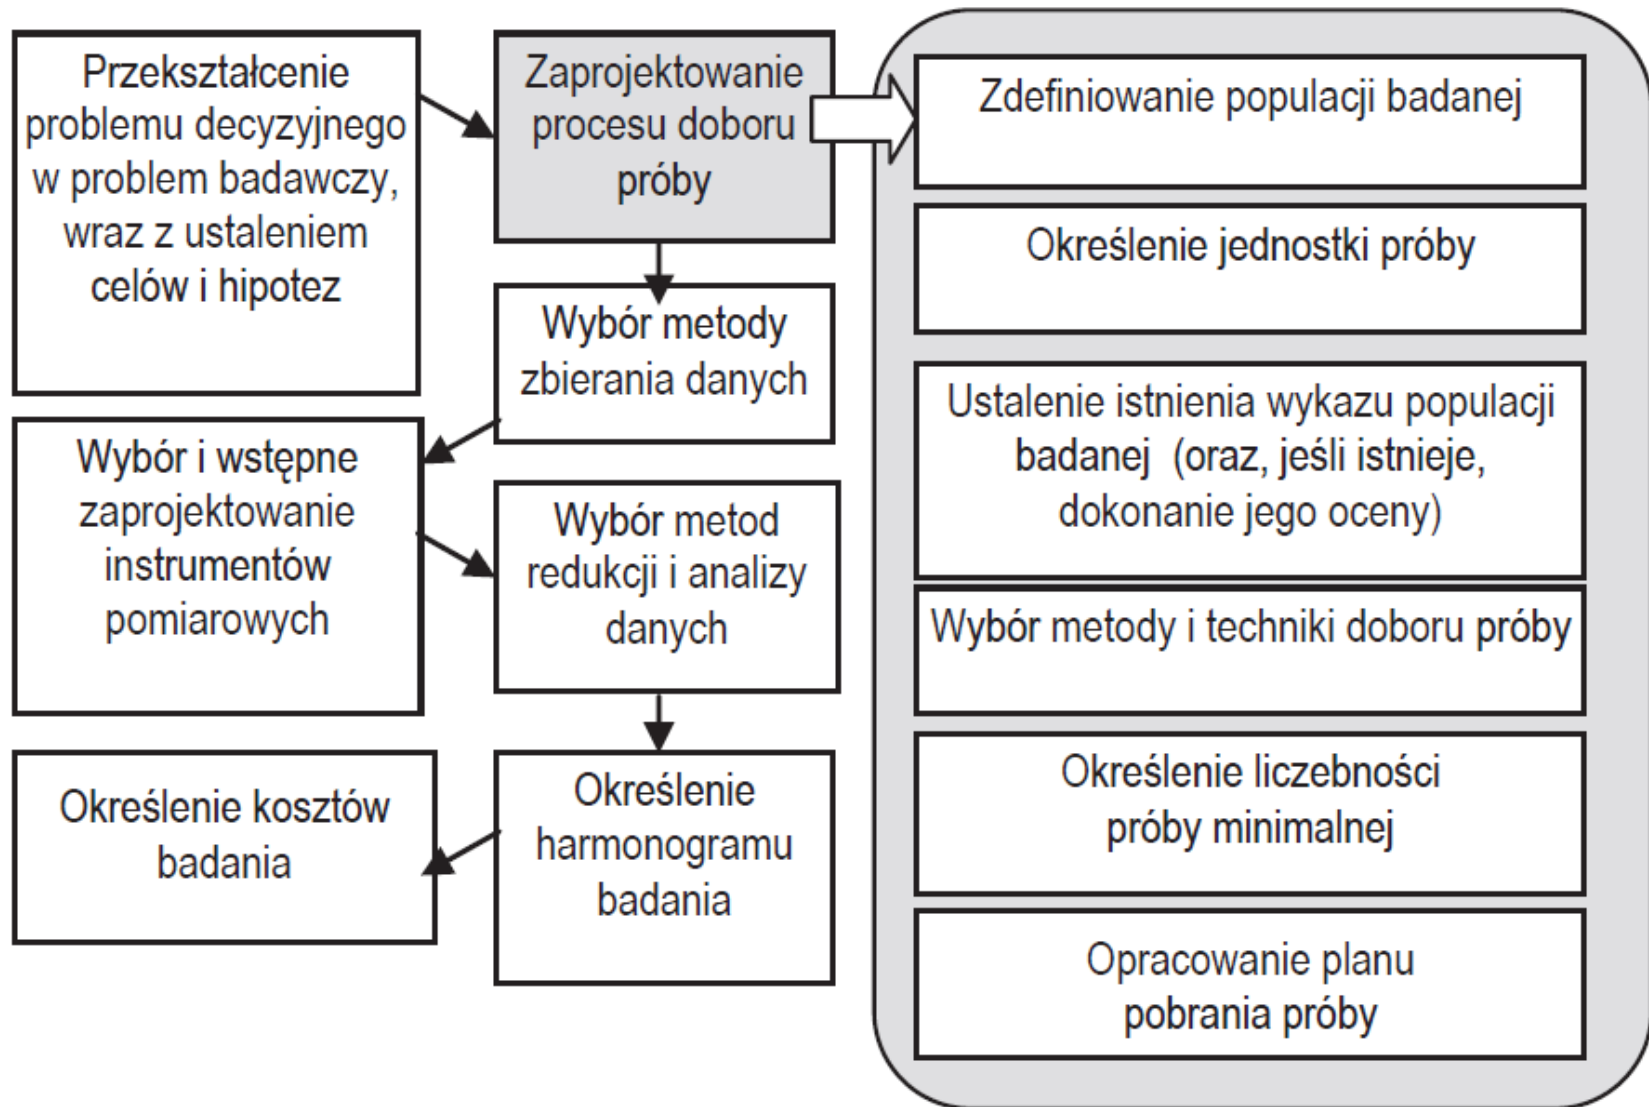 Przekształcenie
problemu decyzyjnego
w problem badawczy,
wraz z ustaleniem
celów i hipotez
Zaprojektowanie
procesu doboru
próby
Wybór metody
zbierania danych
Wybór i wstępne
zaprojektowanie
instrumentów
pomiarowych
Wybór metod
redukcji i analizy
danych
Określenie
harmonogramu
badania
Określenie kosztów
badania
Zdefiniowanie populacji badanej
Określenie jednostki próby
Ustalenie istnienia wykazu populacji
badanej (oraz, jeśli istnieje,
dokonanie jego oceny)
Wybór metody i techniki doboru próby
Określenie liczebności
próby minimalnej
Opracowanie planu
pobrania próby